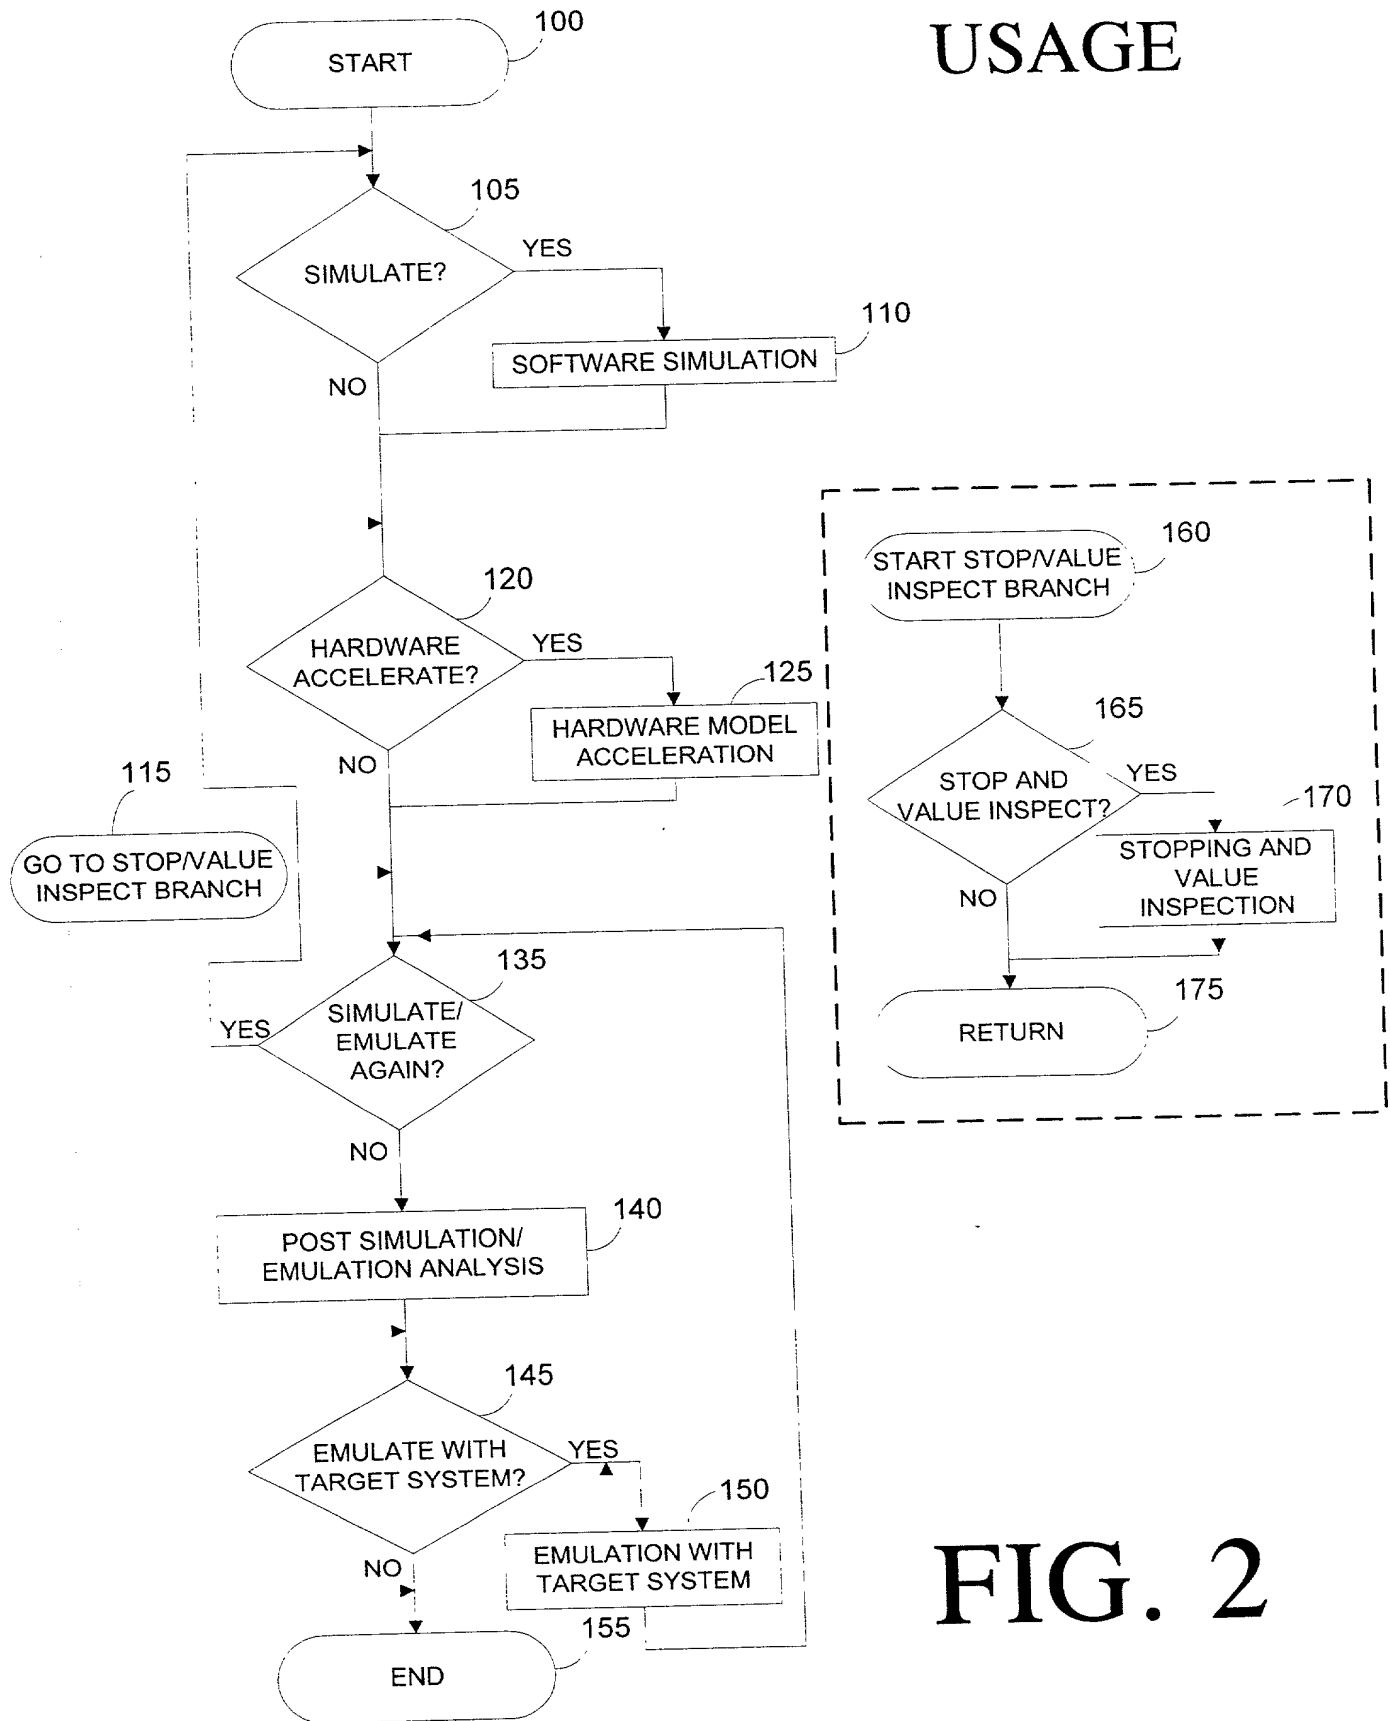 USAGE
100
START
105
SIMULATE?
YES
NO
110
SOFTWARE SIMULATION
120
HARDWARE
ACCELERATE?
YES
NO
125
HARDWARE MODEL
ACCELERATION
115
GO TO STOP/VALUE
INSPECT BRANCH
135
SIMULATE/
EMULATE
AGAIN?
YES
NO
140
POST SIMULATION/
EMULATION ANALYSIS
145
EMULATE WITH
TARGET SYSTEM?
YES
NO
150
EMULATION WITH
TARGET SYSTEM
155
END
160
START STOP/VALUE
INSPECT BRANCH
165
STOP AND
VALUE INSPECT?
YES
NO
170
STOPPING AND
VALUE
INSPECTION
175
RETURN
FIG. 2